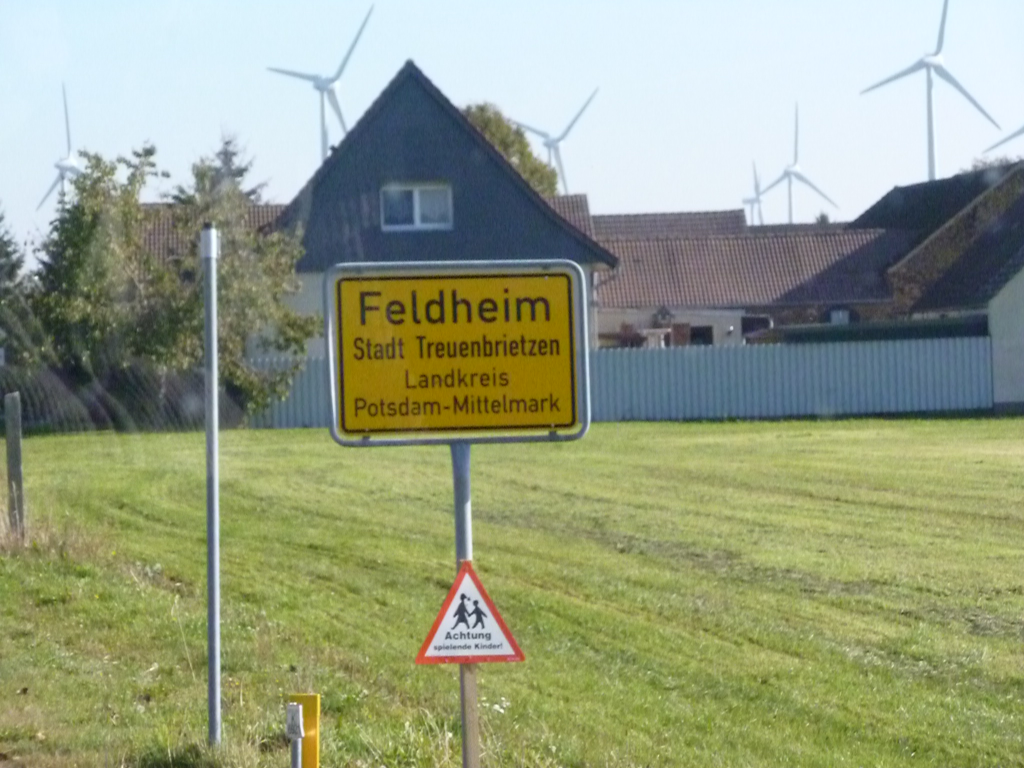 Feldheim
Stadt Treuenbrietzen
Landkreis
Potsdam-Mittelmark
Achtung
spielende Kinder!